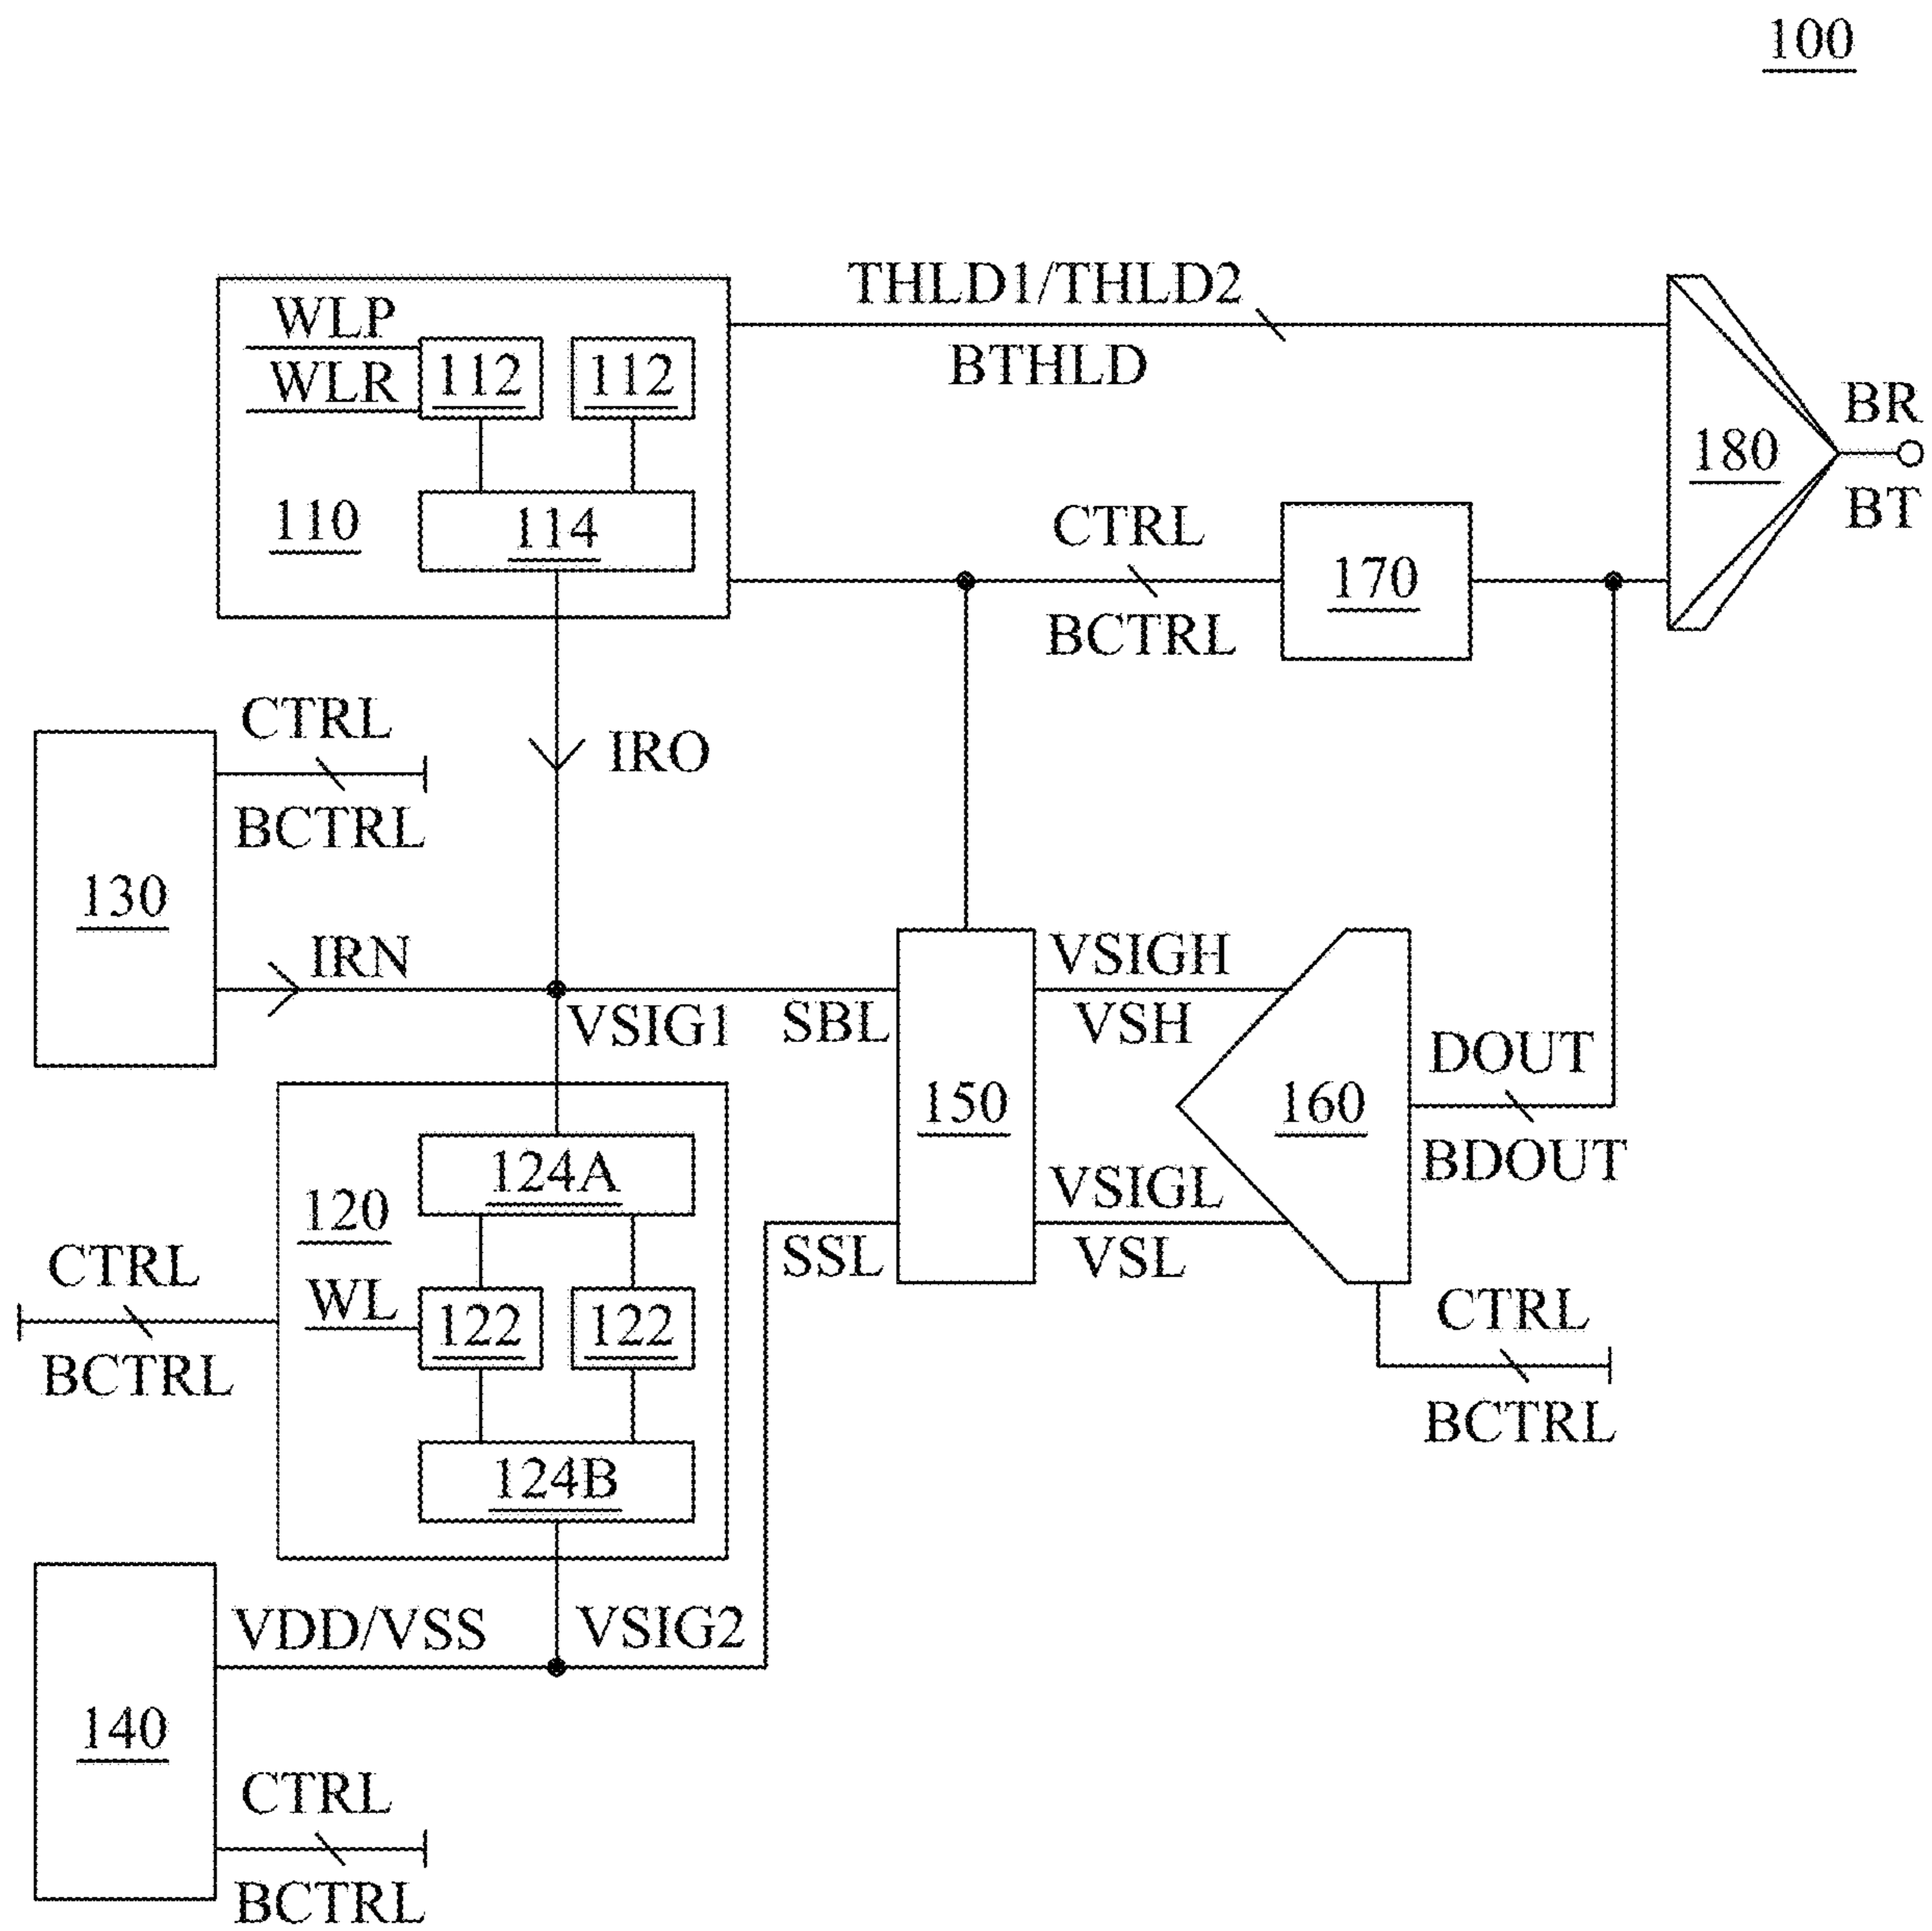 100
THLD1/THLD2
BTHLD
WLP
WLR
112
112
110
114
180
BR
BT
CTRL
BCTRL
170
CTRL
BCTRL
IRO
130
IRN
VSIG1
SBL
VSIGH
VSH
150
160
DOUT
BDOUT
124A
120
VSIGL
VSL
SSL
CTRL
BCTRL
WL
122
122
CTRL
BCTRL
124B
VDD/VSS
VSIG2
140
CTRL
BCTRL